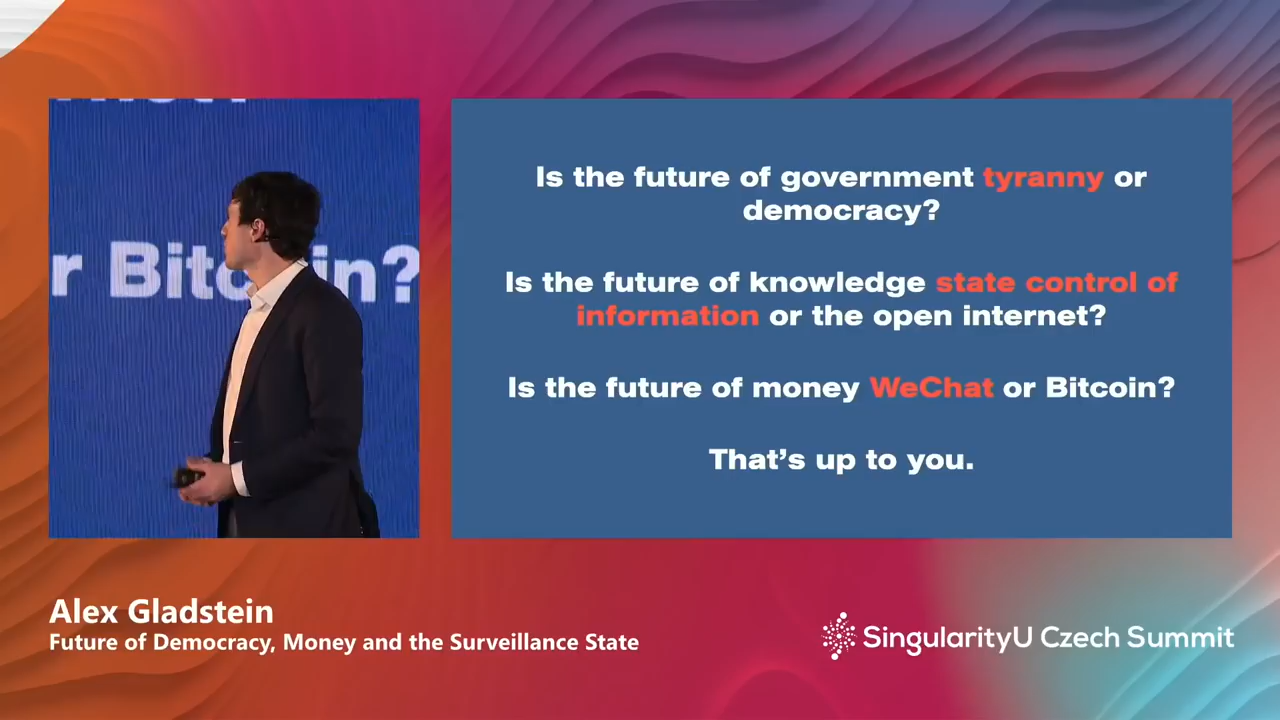 r Bitcoin?
Is the future of government tyranny or
democracy?
Is the future of knowledge state control of
information or the open internet?
Is the future of money WeChat or Bitcoin?
That's up to you.
Alex Gladstein
Future of Democracy, Money and the Surveillance State
SingularityU Czech Summit